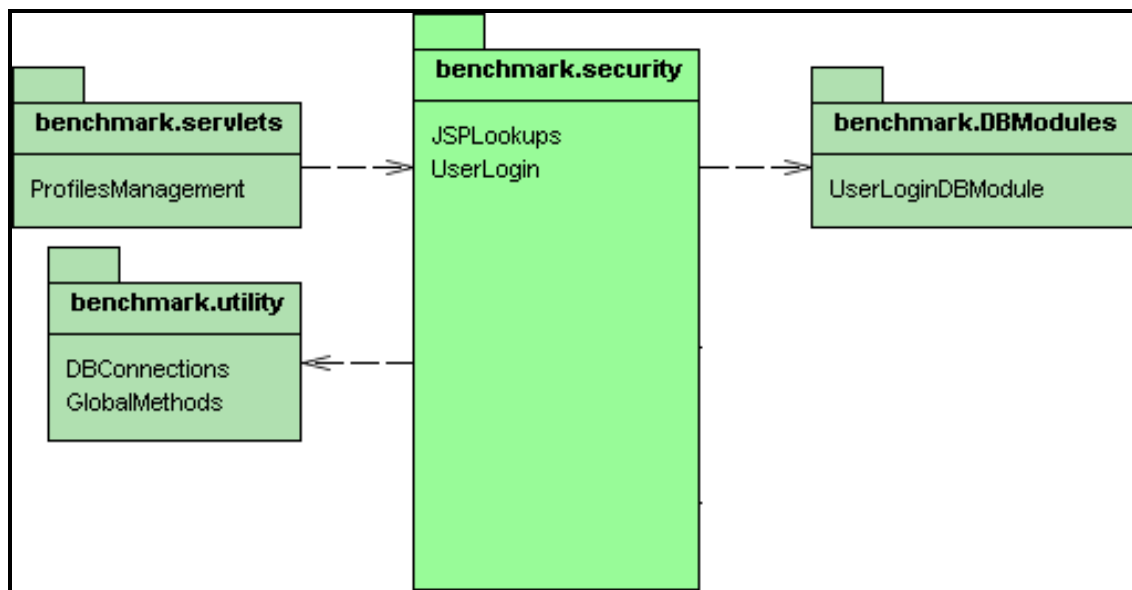 benchmark.servlets
ProfilesManagement
benchmark.utility
DBConnections
GlobalMethods
benchmark.security
JSPLookups
UserLogin
benchmark.DBModules
UserLoginDBModule